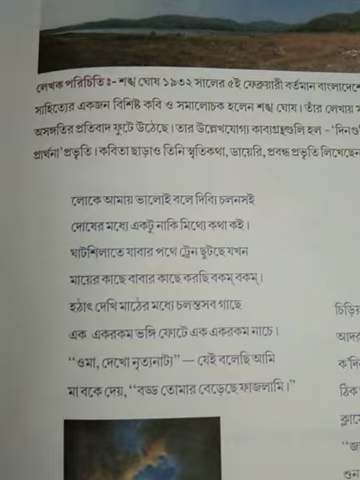 লেখক পরিচিতি ঃ- শঙ্খ ঘোষ ১৯৩২ সালের ৫ই ফেব্রুয়ারী বর্তমান বাংলাদেশে
সাহিত্যের একজন বিশিষ্ট কবি ও সমালোচক হলেন শঙ্খ ঘোষ। তাঁর লেখায়
অসঙ্গতির প্রতিবাদ ফুটে উঠেছে। তার উল্লেখযোগ্য কাব্যগ্রন্থগুলি হল - 'দিনগু
প্রার্থনা' প্রভৃতি। কবিতা ছাড়াও তিনি স্মৃতিকথা, ডায়েরি, প্রবন্ধ প্রভৃতি লিখেছেন
লোকে আমায় ভালোই বলে দিব্যি চলনসই
দোষের মধ্যে একটু নাকি মিথ্যে কথা কই।
ঘাটশিলাতে যাবার পথে ট্রেন ছুটছে যখন
মায়ের কাছে বাবার কাছে করছি বকম্ বকম্।
হঠাৎ দেখি মাঠের মধ্যে চলন্তসব গাছে
এক একরকম ভঙ্গি ফোটে এক একরকম নাচে।
“ওমা, দেখো নৃত্যনাট্য” — যেই বলেছি আমি
মা বকে দেয়, “বড্ড তোমার বেড়েছে ফাজলামি।”
চিড়িয়
আদর
ক'দি
ঠিক
ক্লাসে
“জ
শুন